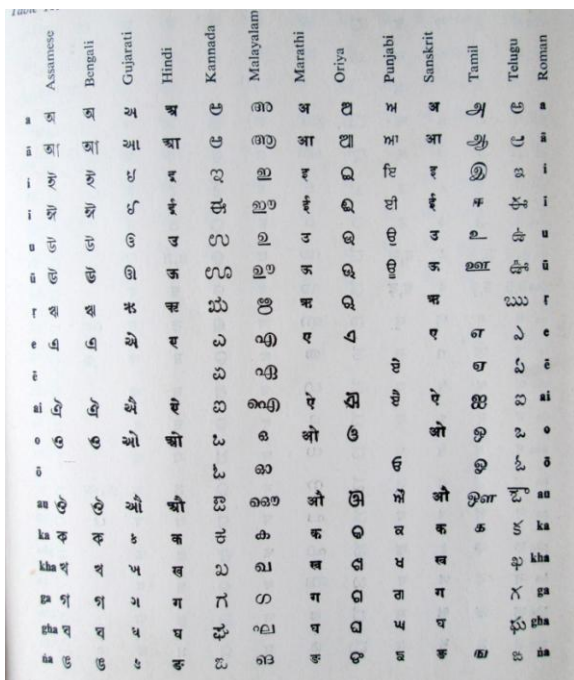 Assamese Bengali Gujarati Hindi Kannada Malayalam Marathi Oriya Punjabi Sanskrit Tamil Telugu Roman
a অ অ અ अ ಅ അ अ ଅ ਅ अ அ అ a
ā আ আ આ आ ಆ ആ आ ଆ ਆ आ ஆ ఆ ā
i ই ই ઇ इ ಇ ഇ इ ଇ ਇ इ இ ఇ i
ī ঈ ঈ ઈ ई ಈ ഈ ई ਈ ई ఈ ī
u উ উ ઉ उ ಉ ഉ उ ਉ उ உ ఉ u
ū ঊ ঊ ઊ ऊ ಊ ഊ ऊ ਊ ऊ ஊ ఊ ū
ṛ ઋ ऋ ഋ ऋ ऋ ఋ ṛ
e এ এ એ ए ಎ എ ए ଏ ए எ ఎ e
ē ಏ ഏ ਏ ஏ ఏ ē
ai ঐ ঐ ઐ ऐ ಐ ഐ ऐ ଐ ਐ ऐ ஐ ఐ ai
o ও ও ઓ ओ ಒ ഒ ओ ଓ ओ ஒ ఒ o
ō ಓ ഓ ਓ ஓ ఓ ō
au ঔ ঔ ઔ औ ಔ ഔ औ ଔ ਔ औ ஔ ఔ au
ka ক ক ક क ಕ ക क କ ਕ क க క ka
kha খ খ ખ ख ಖ ഖ ख ଖ ਖ ख ఖ kha
ga গ গ ગ ग ಗ ഗ ग ଗ ਗ ग గ ga
gha ঘ ঘ ઘ घ ಘ ഘ घ ଘ ਘ घ ఘ gha
ṅa ঙ ঙ ङ ಙ ങ ङ ଙ ङ ங ఙ ṅa